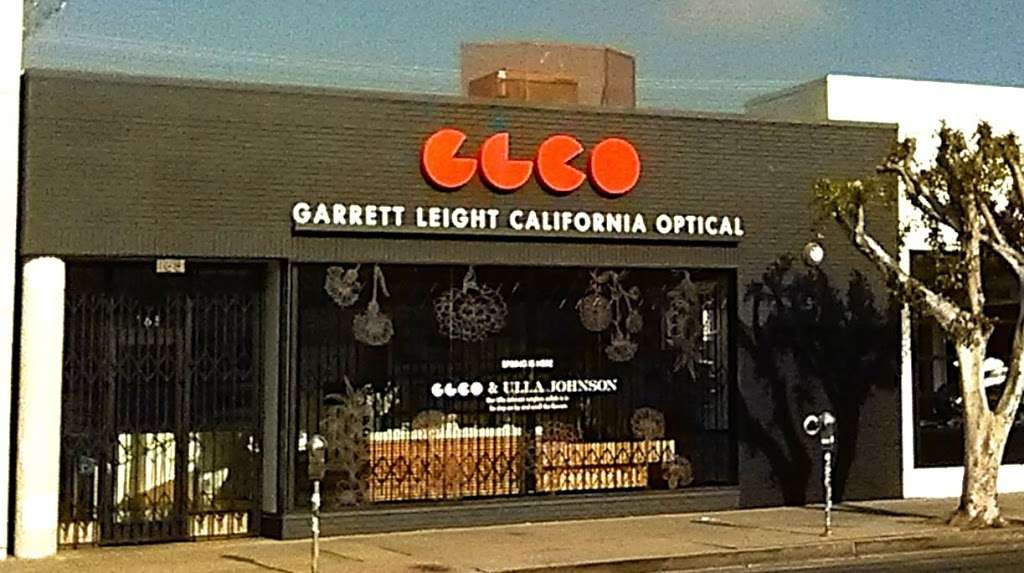 GLCO
GARRETT LEIGHT CALIFORNIA OPTICAL
SPRING IS HERE
GLCO & ULLA JOHNSON